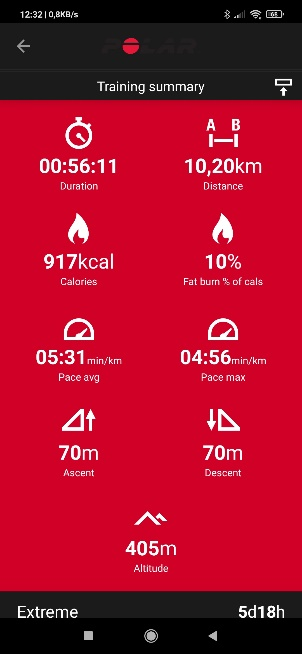 12:32 | 0,8KB/s
68
POLAR
Training summary
A B
00:56:11
Duration
10,20km
Distance
917kcal
Calories
10%
Fat burn % of cals
05:31min/km
Pace avg
04:56min/km
Pace max
70m
Ascent
70m
Descent
405m
Altitude
Extreme
5d18h